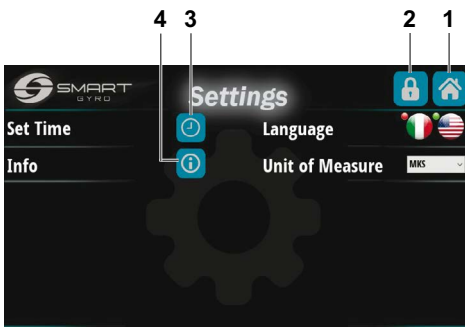 4 3 2 1
SMART
GYRO
Settings
Set Time
Language
Info
Unit of Measure
MKS